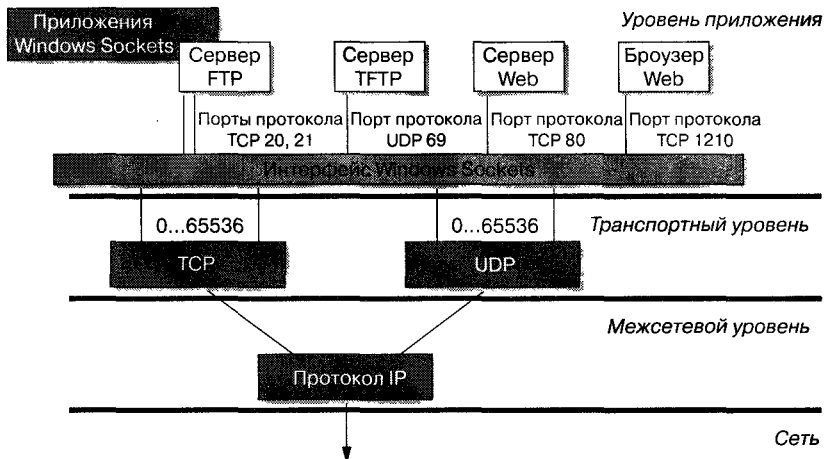 Приложения
Windows Sockets
Уровень приложения
Сервер
FTP
Сервер
TFTP
Сервер
Web
Броузер
Web
Порты протокола
TCP 20, 21
Порт протокола
UDP 69
Порт протокола
TCP 80
Порт протокола
TCP 1210
Интерфейс Windows Sockets
0...65536
0...65536
Транспортный уровень
TCP
UDP
Межсетевой уровень
Протокол IP
Сеть